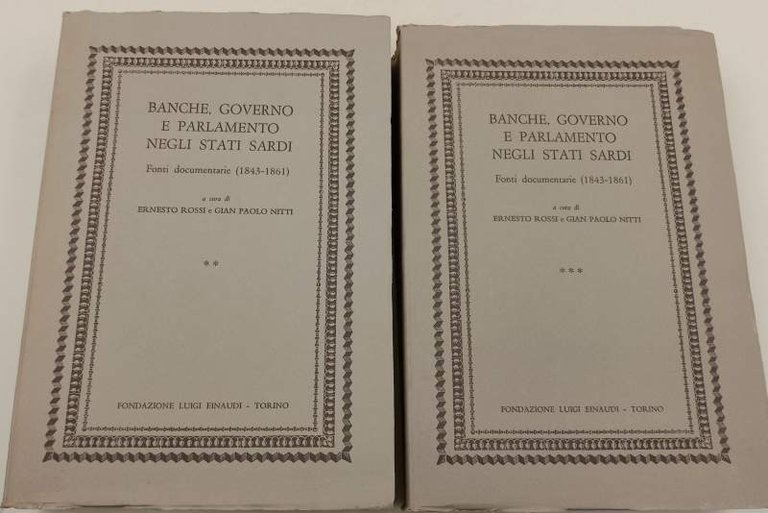 BANCHE, GOVERNO
E PARLAMENTO
NEGLI STATI SARDI
Fonti documentarie (1843-1861)
a cura di
ERNESTO ROSSI e GIAN PAOLO NITTI
**
FONDAZIONE LUIGI EINAUDI - TORINO
BANCHE, GOVERNO
E PARLAMENTO
NEGLI STATI SARDI
Fonti documentarie (1843-1861)
a cura di
ERNESTO ROSSI e GIAN PAOLO NITTI
***
FONDAZIONE LUIGI EINAUDI - TORINO